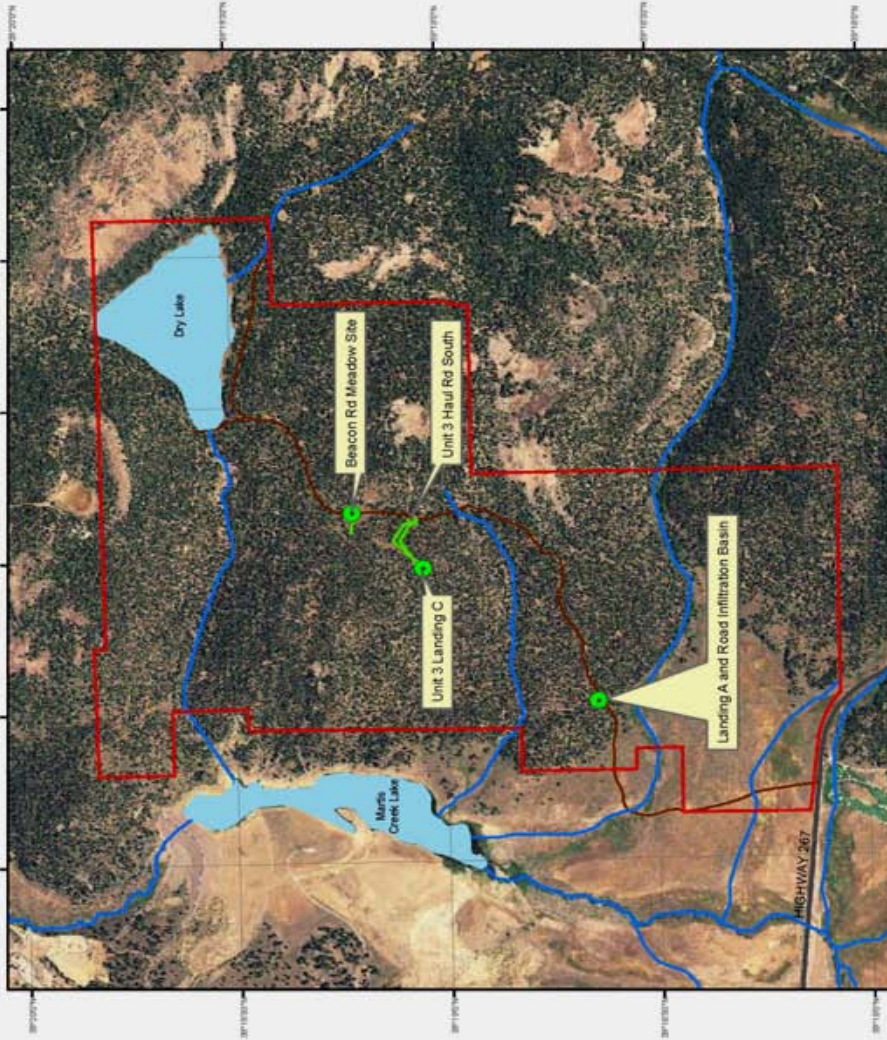 Dry Lake
Beacon Rd Meadow Site
Unit 3 Haul Rd South
Unit 3 Landing C
Landing A and Road Infiltration Basin
Martis
Creek Lake
HIGHWAY 267